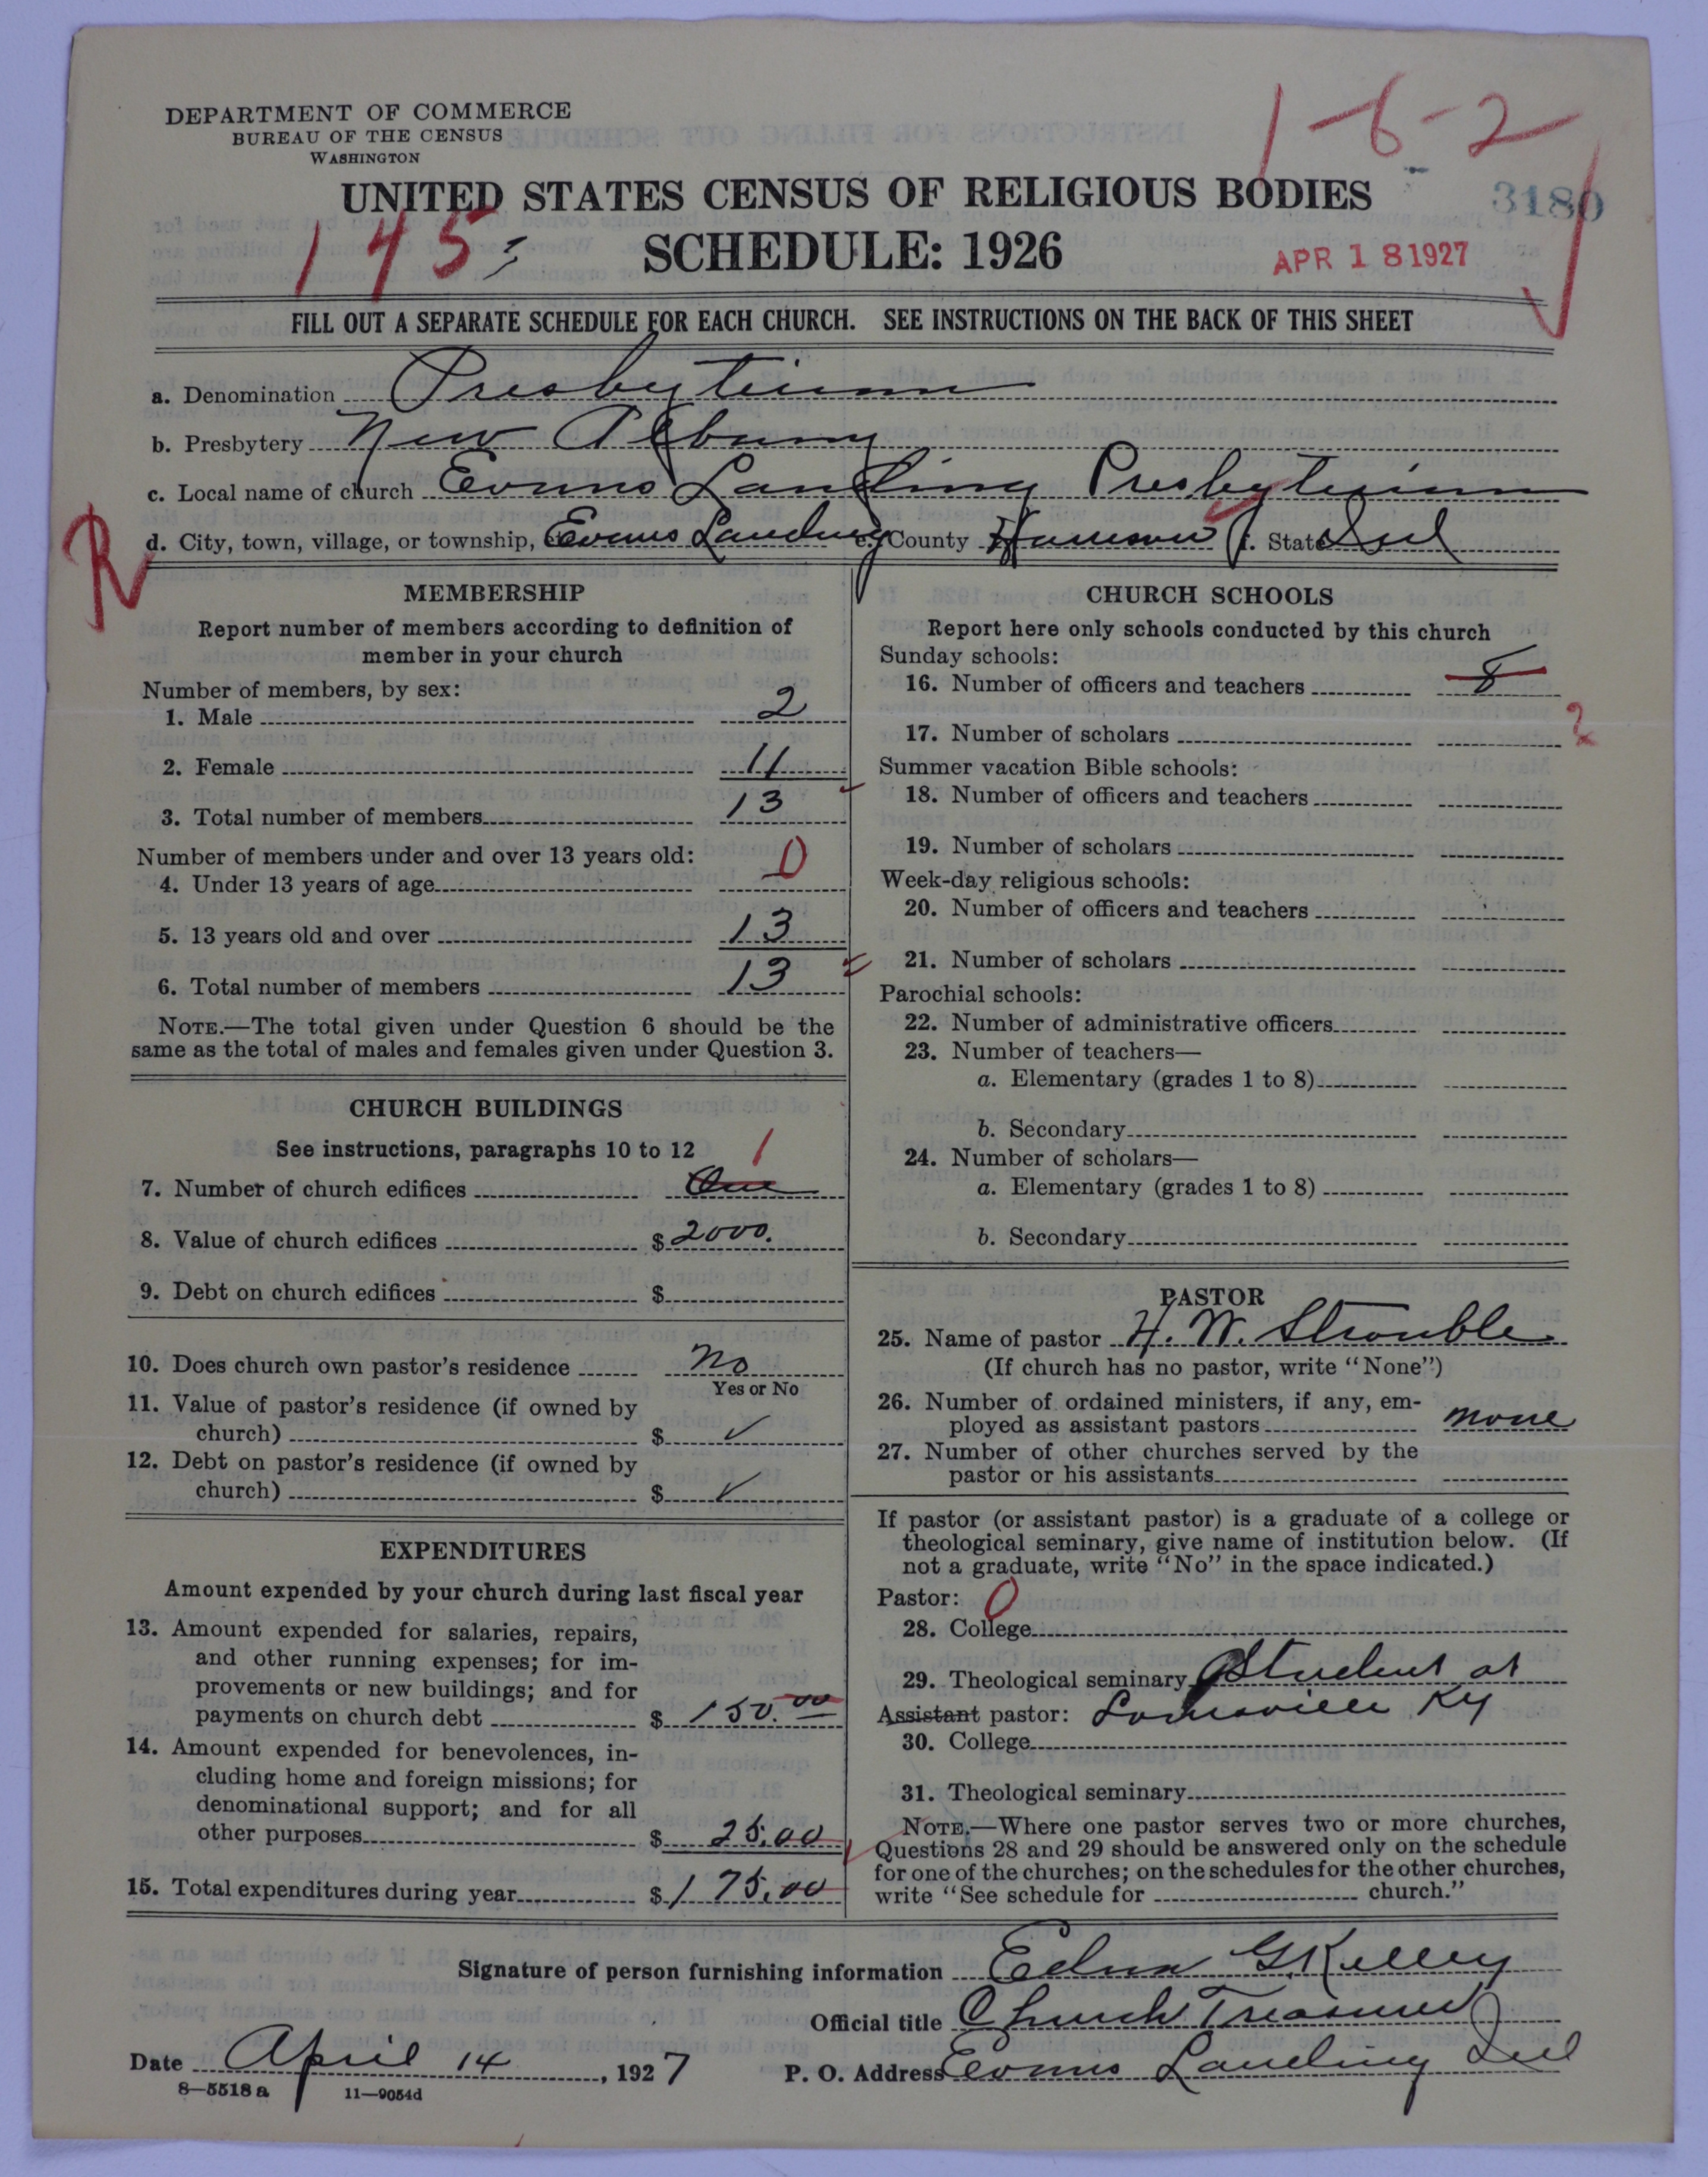 DEPARTMENT OF COMMERCE
BUREAU OF THE CENSUS
WASHINGTON
1-6-2
UNITED STATES CENSUS OF RELIGIOUS BODIES
3180
145
SCHEDULE: 1926
APR 18 1927
FILL OUT A SEPARATE SCHEDULE FOR EACH CHURCH. SEE INSTRUCTIONS ON THE BACK OF THIS SHEET
a. Denomination Presbyterian
b. Presbytery New Albany
c. Local name of church Evans Landing Presbyterian
R
d. City, town, village, or township, Evans Landing e. County Harrison f. State Ind
MEMBERSHIP
Report number of members according to definition of
member in your church
Number of members, by sex:
1. Male 2
2. Female 11
3. Total number of members 13
Number of members under and over 13 years old:
4. Under 13 years of age 0
5. 13 years old and over 13
6. Total number of members 13
NOTE.—The total given under Question 6 should be the
same as the total of males and females given under Question 3.
CHURCH BUILDINGS
See instructions, paragraphs 10 to 12
1
7. Number of church edifices One
8. Value of church edifices $ 2000.
9. Debt on church edifices $
10. Does church own pastor's residence No
Yes or No
11. Value of pastor's residence (if owned by
church) $ ✓
12. Debt on pastor's residence (if owned by
church) $ ✓
EXPENDITURES
Amount expended by your church during last fiscal year
13. Amount expended for salaries, repairs,
and other running expenses; for im-
provements or new buildings; and for
payments on church debt $ 150.00
14. Amount expended for benevolences, in-
cluding home and foreign missions; for
denominational support; and for all
other purposes $ 25.00
15. Total expenditures during year $ 175.00
CHURCH SCHOOLS
Report here only schools conducted by this church
Sunday schools:
16. Number of officers and teachers 8
17. Number of scholars ?
Summer vacation Bible schools:
18. Number of officers and teachers
19. Number of scholars
Week-day religious schools:
20. Number of officers and teachers
21. Number of scholars
Parochial schools:
22. Number of administrative officers
23. Number of teachers—
a. Elementary (grades 1 to 8)
b. Secondary
24. Number of scholars—
a. Elementary (grades 1 to 8)
b. Secondary
PASTOR
25. Name of pastor H. W. Strouble
(If church has no pastor, write "None")
26. Number of ordained ministers, if any, em-
ployed as assistant pastors none
27. Number of other churches served by the
pastor or his assistants
If pastor (or assistant pastor) is a graduate of a college or
theological seminary, give name of institution below. (If
not a graduate, write "No" in the space indicated.)
Pastor: 0
28. College
29. Theological seminary Student at
Assistant pastor: Louisville Ky
30. College
31. Theological seminary
NOTE.—Where one pastor serves two or more churches,
Questions 28 and 29 should be answered only on the schedule
for one of the churches; on the schedules for the other churches,
write "See schedule for church."
Signature of person furnishing information Edna G. Kelley
Official title Church Treasurer
Date April 14, 1927 P. O. Address Evans Landing Ind
8—5518a 11—9054d